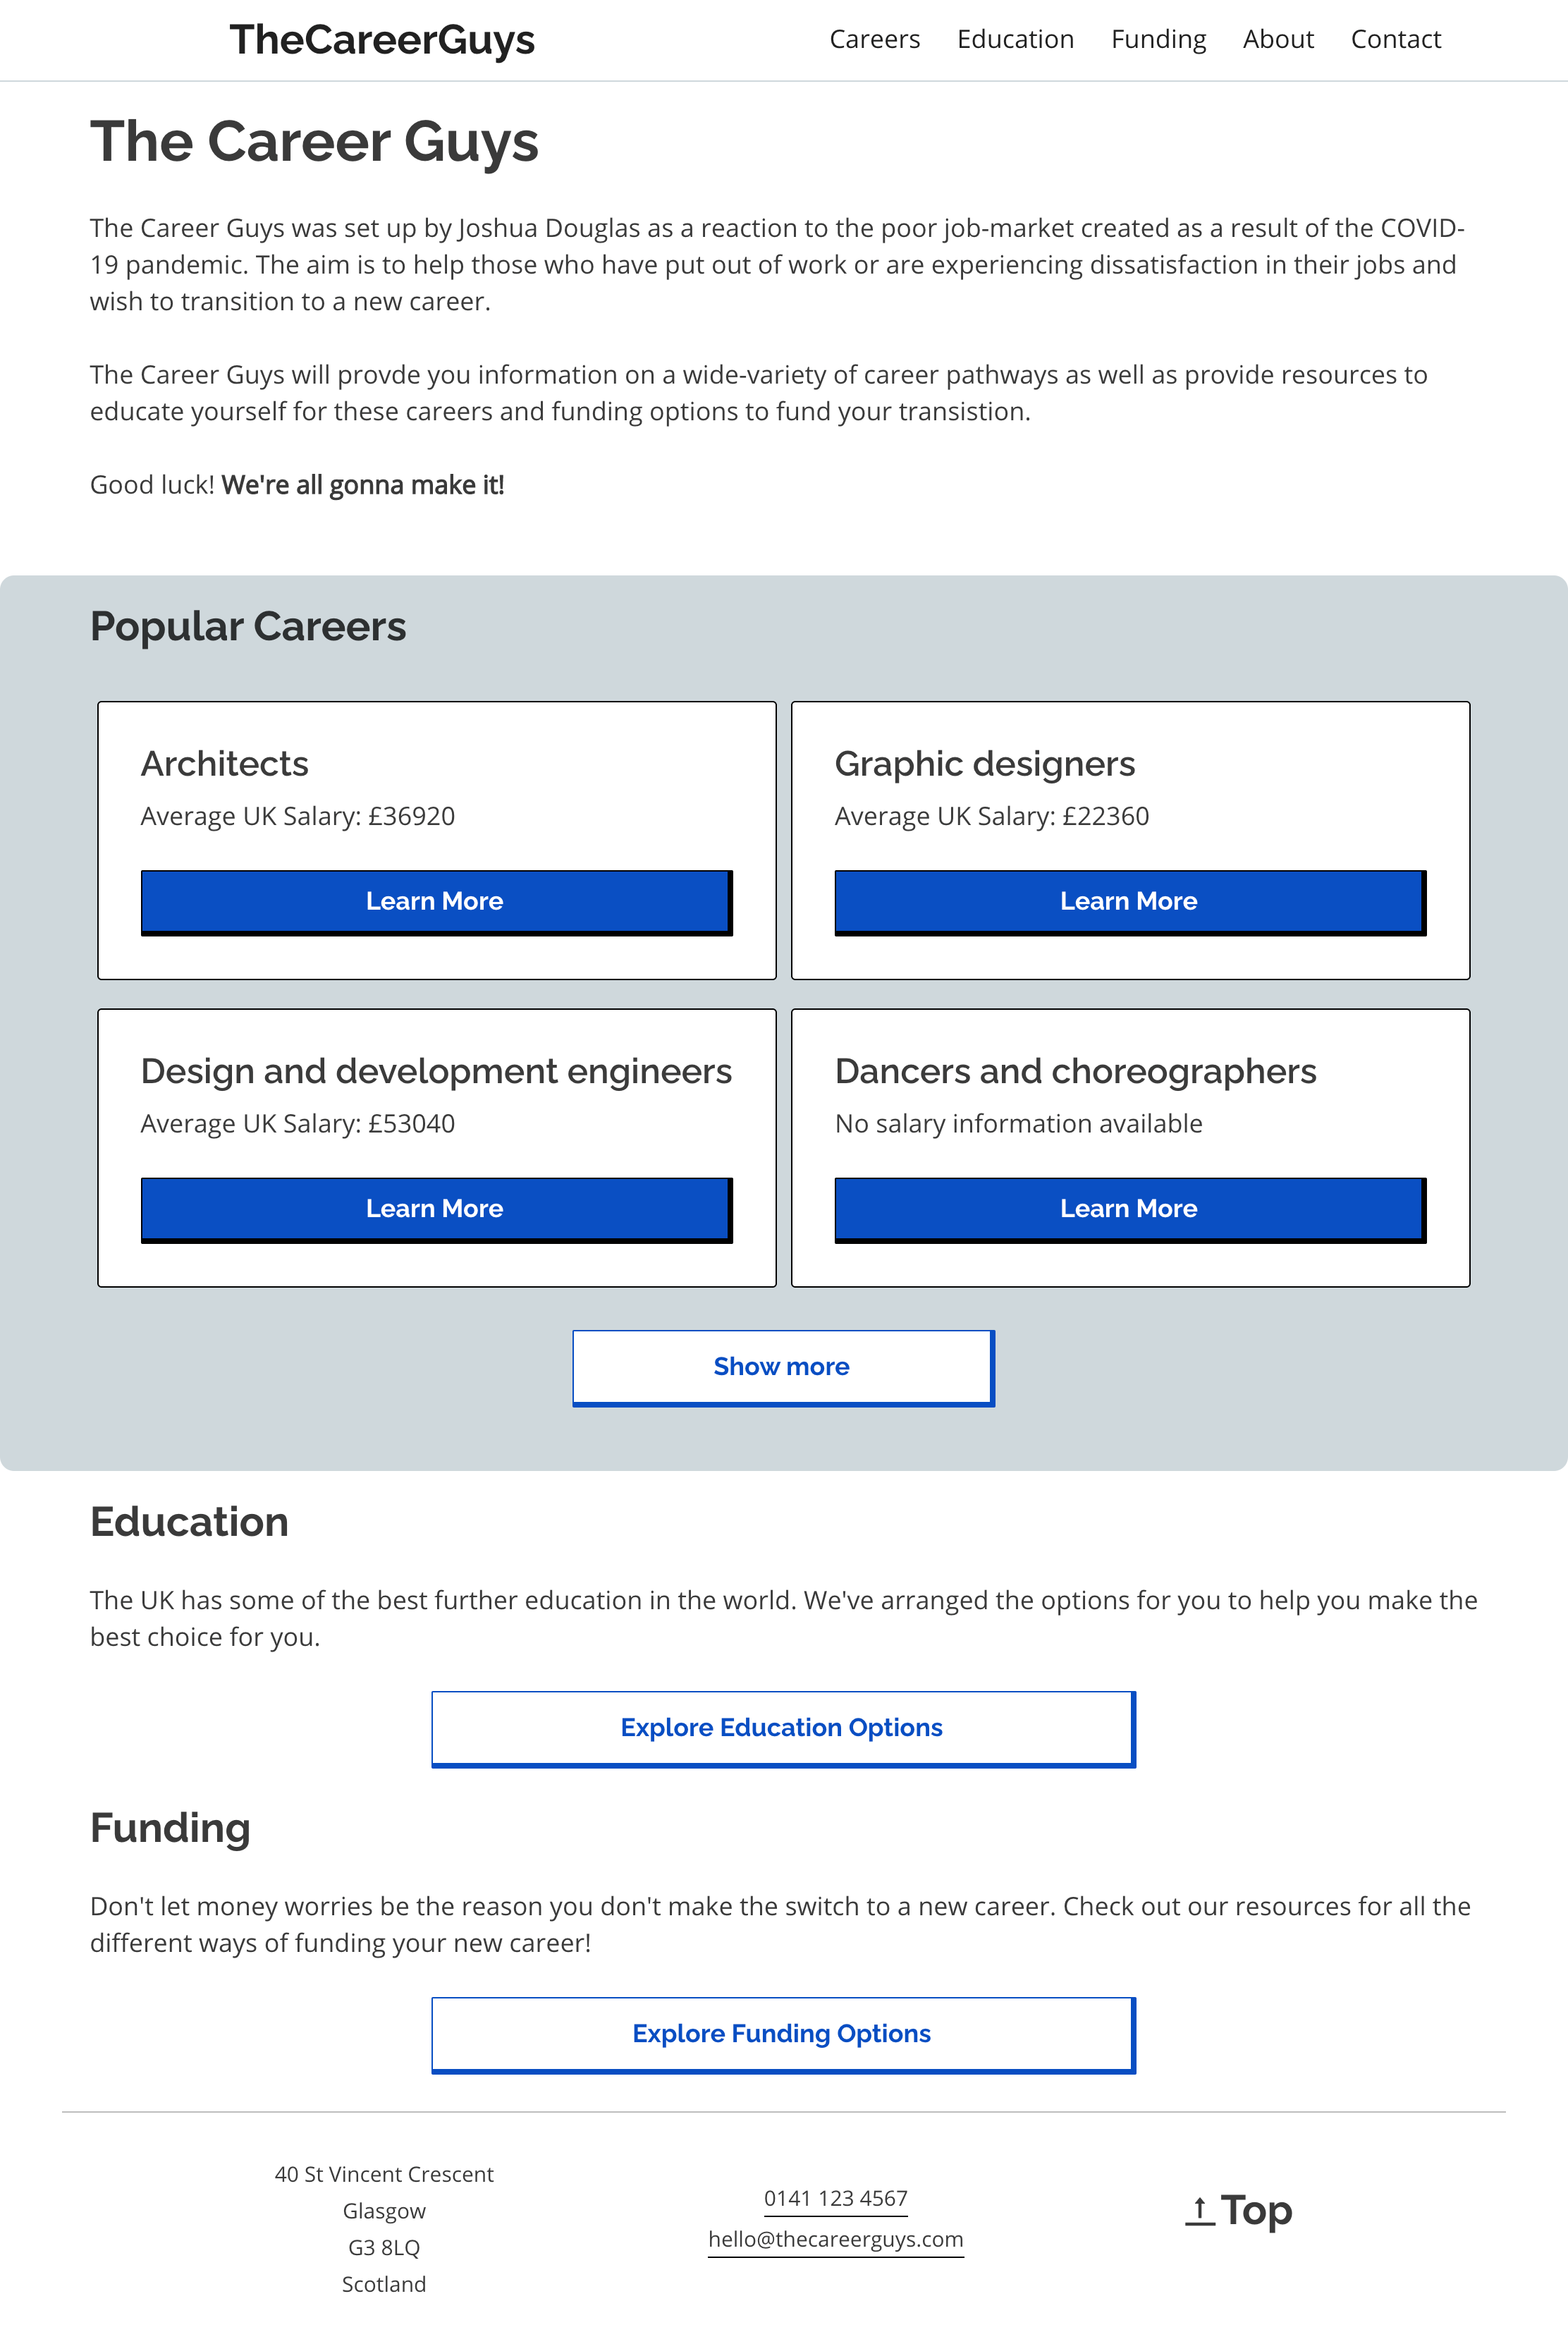 TheCareerGuys
Careers Education Funding About Contact
The Career Guys
The Career Guys was set up by Joshua Douglas as a reaction to the poor job-market created as a result of the COVID-
19 pandemic. The aim is to help those who have put out of work or are experiencing dissatisfaction in their jobs and
wish to transition to a new career.
The Career Guys will provde you information on a wide-variety of career pathways as well as provide resources to
educate yourself for these careers and funding options to fund your transistion.
Good luck! We're all gonna make it!
Popular Careers
Architects
Average UK Salary: £36920
Learn More
Graphic designers
Average UK Salary: £22360
Learn More
Design and development engineers
Average UK Salary: £53040
Learn More
Dancers and choreographers
No salary information available
Learn More
Show more
Education
The UK has some of the best further education in the world. We've arranged the options for you to help you make the
best choice for you.
Explore Education Options
Funding
Don't let money worries be the reason you don't make the switch to a new career. Check out our resources for all the
different ways of funding your new career!
Explore Funding Options
40 St Vincent Crescent
Glasgow
G3 8LQ
Scotland
0141 123 4567
hello@thecareerguys.com
Top